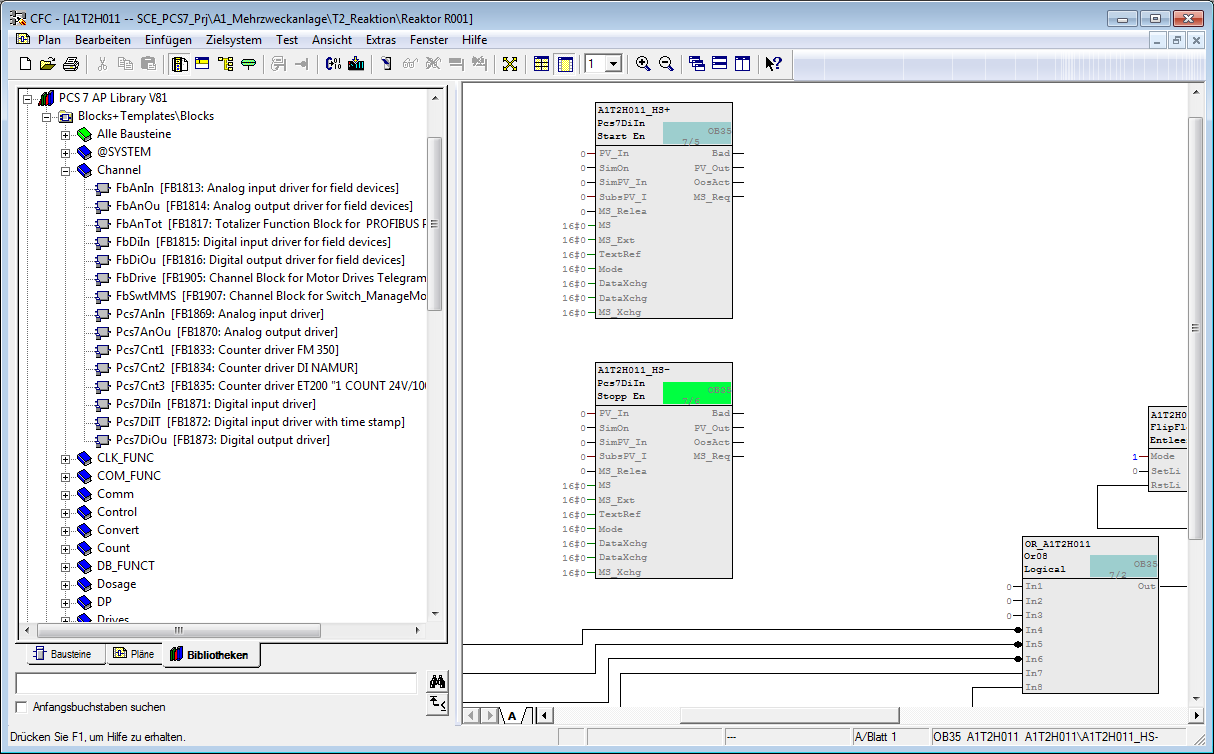 CFC - [A1T2H011 -- SCE_PCS7_Prj\A1_Mehrzweckanlage\T2_Reaktion\Reaktor R001]
Plan Bearbeiten Einfügen Zielsystem Test Ansicht Extras Fenster Hilfe
1
PCS 7 AP Library V81
Blocks+Templates\Blocks
Alle Bausteine
@SYSTEM
Channel
FbAnIn [FB1813: Analog input driver for field devices]
FbAnOu [FB1814: Analog output driver for field devices]
FbAnTot [FB1817: Totalizer Function Block for PROFIBUS
FbDiIn [FB1815: Digital input driver for field devices]
FbDiOu [FB1816: Digital output driver for field devices]
FbDrive [FB1905: Channel Block for Motor Drives Telegram
FbSwtMMS [FB1907: Channel Block for Switch_ManageMo
Pcs7AnIn [FB1869: Analog input driver]
Pcs7AnOu [FB1870: Analog output driver]
Pcs7Cnt1 [FB1833: Counter driver FM 350]
Pcs7Cnt2 [FB1834: Counter driver DI NAMUR]
Pcs7Cnt3 [FB1835: Counter driver ET200 "1 COUNT 24V/100
Pcs7DiIn [FB1871: Digital input driver]
Pcs7DiIT [FB1872: Digital input driver with time stamp]
Pcs7DiOu [FB1873: Digital output driver]
CLK_FUNC
COM_FUNC
Comm
Control
Convert
Count
DB_FUNCT
Dosage
DP
Drives
Bausteine Pläne Bibliotheken
Anfangsbuchstaben suchen
A1T2H011_HS+
Pcs7DiIn
Start En
OB35
7/5
0 PV_In Bad
0 SimOn PV_Out
0 SimPV_In OosAct
0 SubsPV_I MS_Req
0 MS_Relea
16#0 MS
16#0 MS_Ext
16#0 TextRef
16#0 Mode
16#0 DataXchg
16#0 DataXchg
16#0 MS_Xchg
A1T2H011_HS-
Pcs7DiIn
Stopp En
OB35
7/6
0 PV_In Bad
0 SimOn PV_Out
0 SimPV_In OosAct
0 SubsPV_I MS_Req
0 MS_Relea
16#0 MS
16#0 MS_Ext
16#0 TextRef
16#0 Mode
16#0 DataXchg
16#0 DataXchg
16#0 MS_Xchg
A1T2H0
FlipFl
Entlee
1 Mode
0 SetLi
RstLi
OR_A1T2H011
Or08
Logical
OB35
7/2
0 In1 Out
0 In2
0 In3
In4
In5
In6
In7
In8
A
Drücken Sie F1, um Hilfe zu erhalten.
---
A/Blatt 1
OB35 A1T2H011 A1T2H011\A1T2H011_HS-